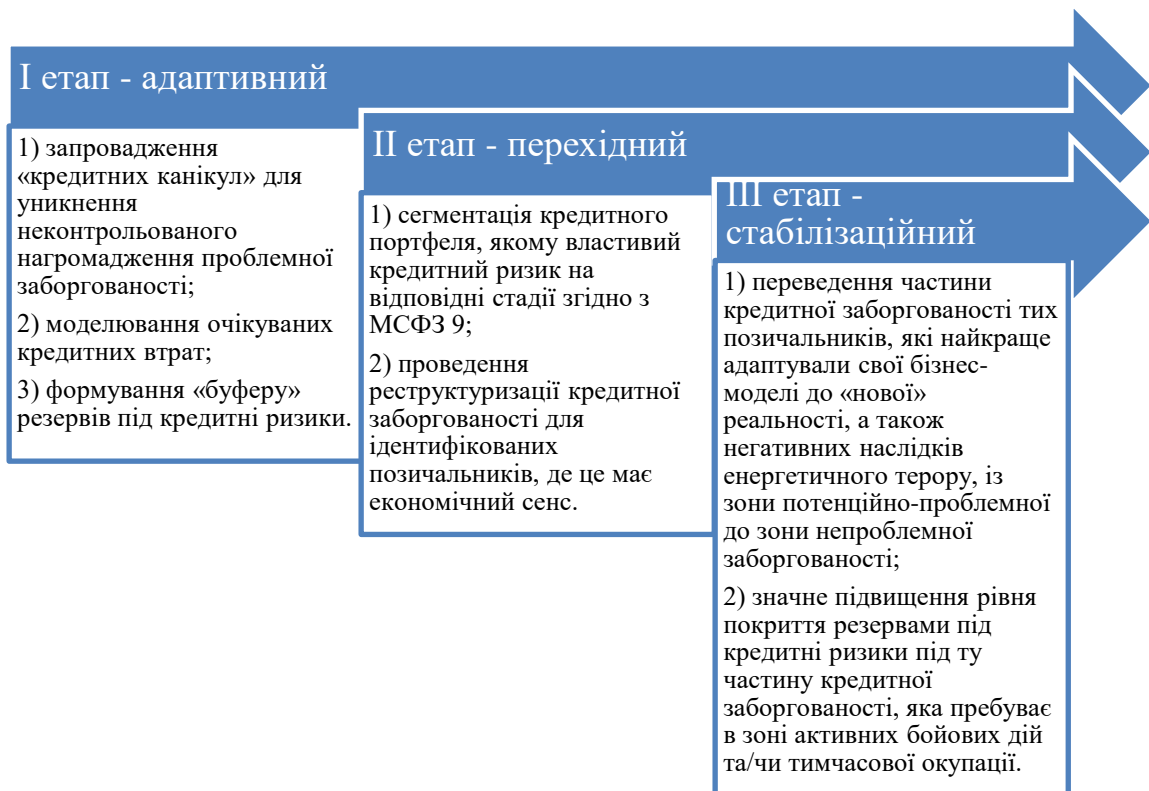 І етап - адаптивний
1) запровадження
«кредитних канікул» для
уникнення
неконтрольованого
нагромадження проблемної
заборгованості;
2) моделювання очікуваних
кредитних втрат;
3) формування «буферу»
резервів під кредитні ризики.
ІІ етап - перехідний
1) сегментація кредитного
портфеля, якому властивий
кредитний ризик на
відповідні стадії згідно з
МСФЗ 9;
2) проведення
реструктуризації кредитної
заборгованості для
ідентифікованих
позичальників, де це має
економічний сенс.
ІІІ етап -
стабілізаційний
1) переведення частини
кредитної заборгованості тих
позичальників, які найкраще
адаптували свої бізнес-
моделі до «нової»
реальності, а також
негативних наслідків
енергетичного терору, із
зони потенційно-проблемної
до зони непроблемної
заборгованості;
2) значне підвищення рівня
покриття резервами під
кредитні ризики під ту
частину кредитної
заборгованості, яка пребуває
в зоні активних бойових дій
та/чи тимчасової окупації.